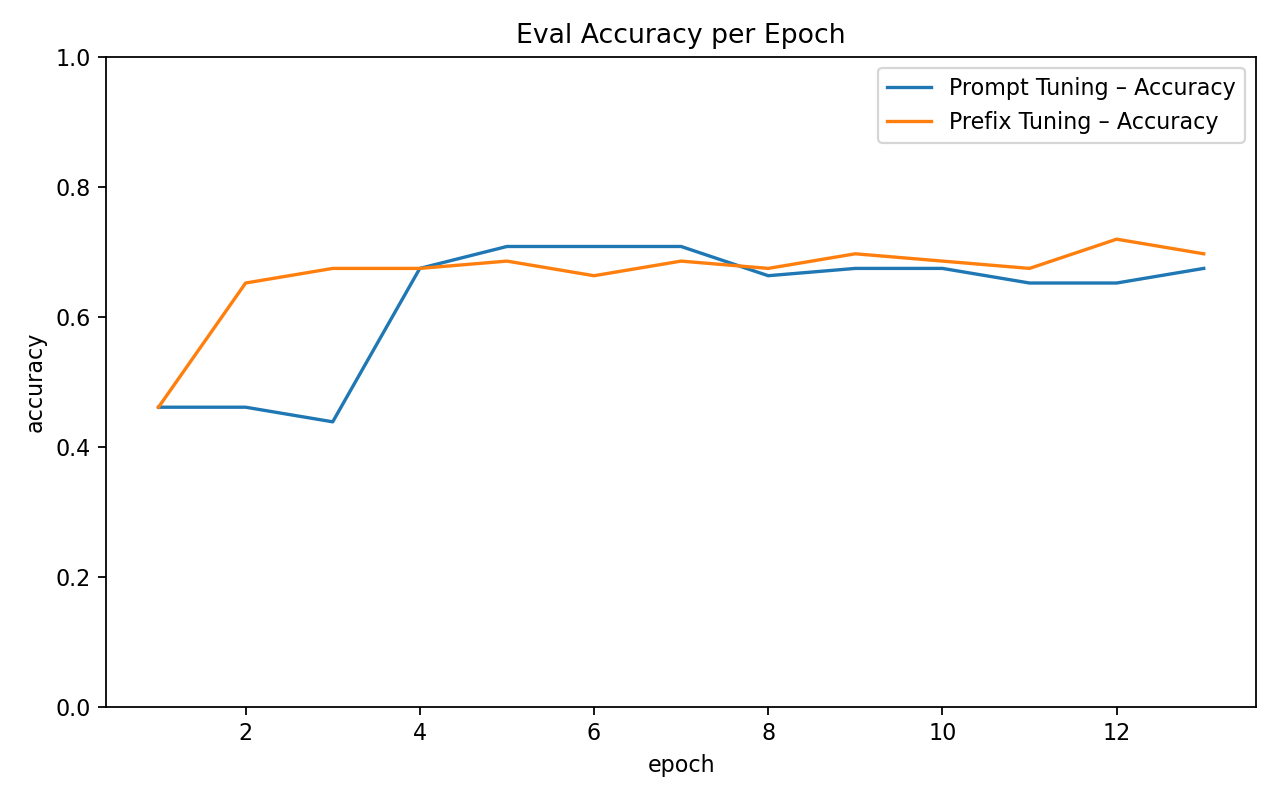 Eval Accuracy per Epoch
Prompt Tuning – Accuracy
Prefix Tuning – Accuracy
accuracy
1.0
0.8
0.6
0.4
0.2
0.0
2 4 6 8 10 12
epoch